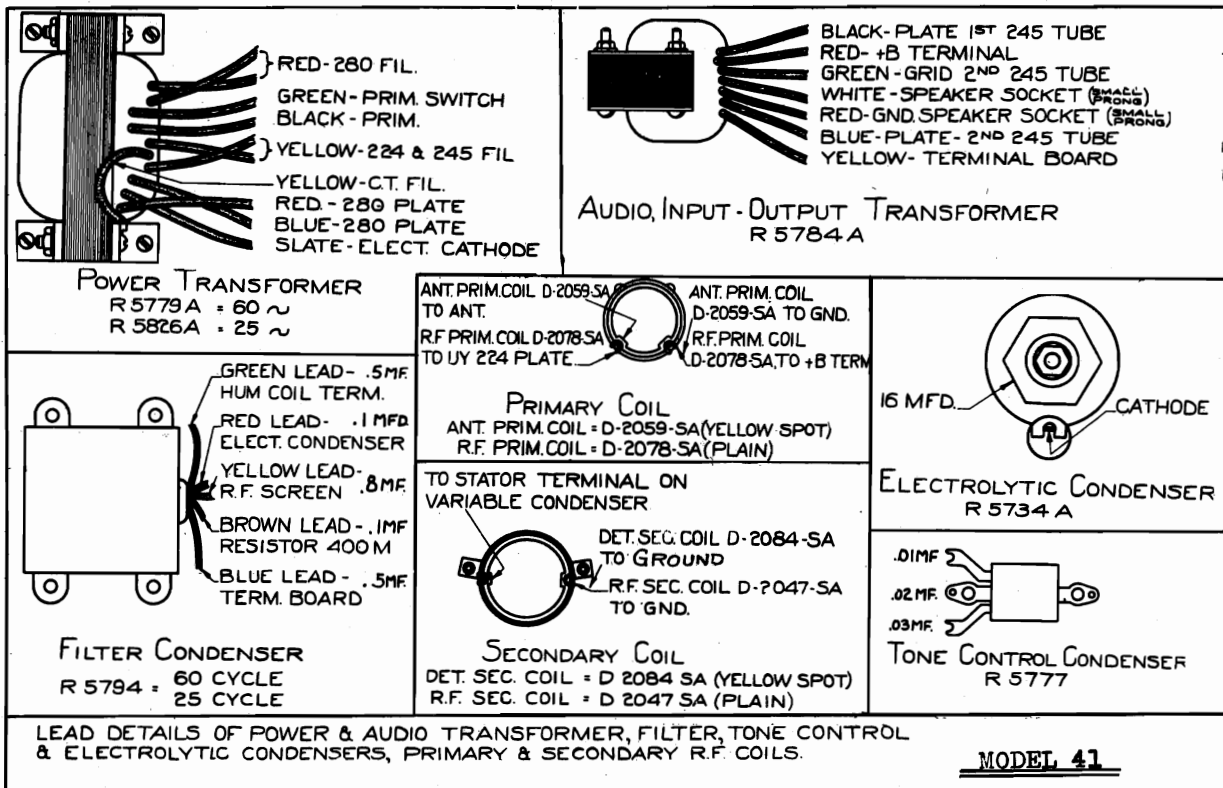 RED-280 FIL.
GREEN-PRIM. SWITCH
BLACK-PRIM.
YELLOW-224 & 245 FIL
YELLOW-C.T. FIL.
RED.-280 PLATE
BLUE-280 PLATE
SLATE-ELECT. CATHODE
POWER TRANSFORMER
R 5779A = 60 ~
R 5826A = 25 ~
BLACK-PLATE 1ST 245 TUBE
RED-+B TERMINAL
GREEN-GRID 2ND 245 TUBE
WHITE-SPEAKER SOCKET (SMALL PRONG)
RED-GND. SPEAKER SOCKET (SMALL PRONG)
BLUE-PLATE-2ND 245 TUBE
YELLOW-TERMINAL BOARD
AUDIO, INPUT-OUTPUT TRANSFORMER
R 5784A
GREEN LEAD- .5MF.
HUM COIL TERM.
RED LEAD- .1 MFD.
ELECT. CONDENSER
YELLOW LEAD-
R.F. SCREEN .8MF.
BROWN LEAD- .1MF
RESISTOR 400 M
BLUE LEAD- .5MF.
TERM. BOARD
FILTER CONDENSER
R 5794 = 60 CYCLE
25 CYCLE
ANT. PRIM. COIL D-2059-SA
TO ANT.
R.F PRIM. COIL D-2078-SA
TO UY 224 PLATE
ANT. PRIM. COIL
D-2059-SA TO GND.
R.F. PRIM. COIL
D-2078-SA, TO +B TERM
PRIMARY COIL
ANT. PRIM. COIL = D-2059-SA (YELLOW SPOT)
R.F. PRIM. COIL = D-2078-SA (PLAIN)
TO STATOR TERMINAL ON
VARIABLE CONDENSER
DET. SEC. COIL D-2084-SA
TO GROUND
R.F. SEC. COIL D-2047-SA
TO GND.
SECONDARY COIL
DET. SEC. COIL = D 2084 SA (YELLOW SPOT)
R.F. SEC. COIL = D 2047 SA (PLAIN)
16 MFD.
CATHODE
ELECTROLYTIC CONDENSER
R 5734 A
.01MF
.02MF.
.03MF.
TONE CONTROL CONDENSER
R 5777
LEAD DETAILS OF POWER & AUDIO TRANSFORMER, FILTER, TONE CONTROL
& ELECTROLYTIC CONDENSERS, PRIMARY & SECONDARY R.F. COILS.
MODEL 41